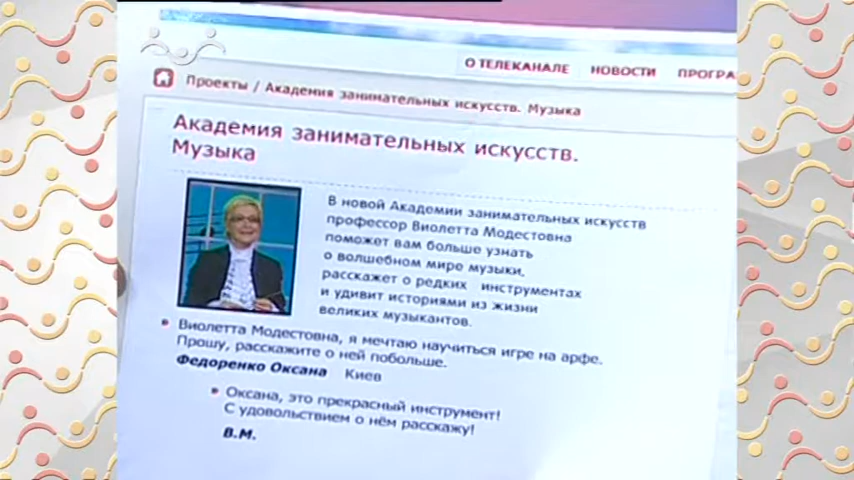 О ТЕЛЕКАНАЛЕ НОВОСТИ ПРОГРА
Проекты / Академия занимательных искусств. Музыка
Академия занимательных искусств.
Музыка
В новой Академии занимательных искусств
профессор Виолетта Модестовна
поможет вам больше узнать
о волшебном мире музыки,
расскажет о редких инструментах
и удивит историями из жизни
великих музыкантов.
Виолетта Модестовна, я мечтаю научиться игре на арфе.
Прошу, расскажите о ней побольше.
Федоренко Оксана Киев
Оксана, это прекрасный инструмент!
С удовольствием о нём расскажу!
В.М.